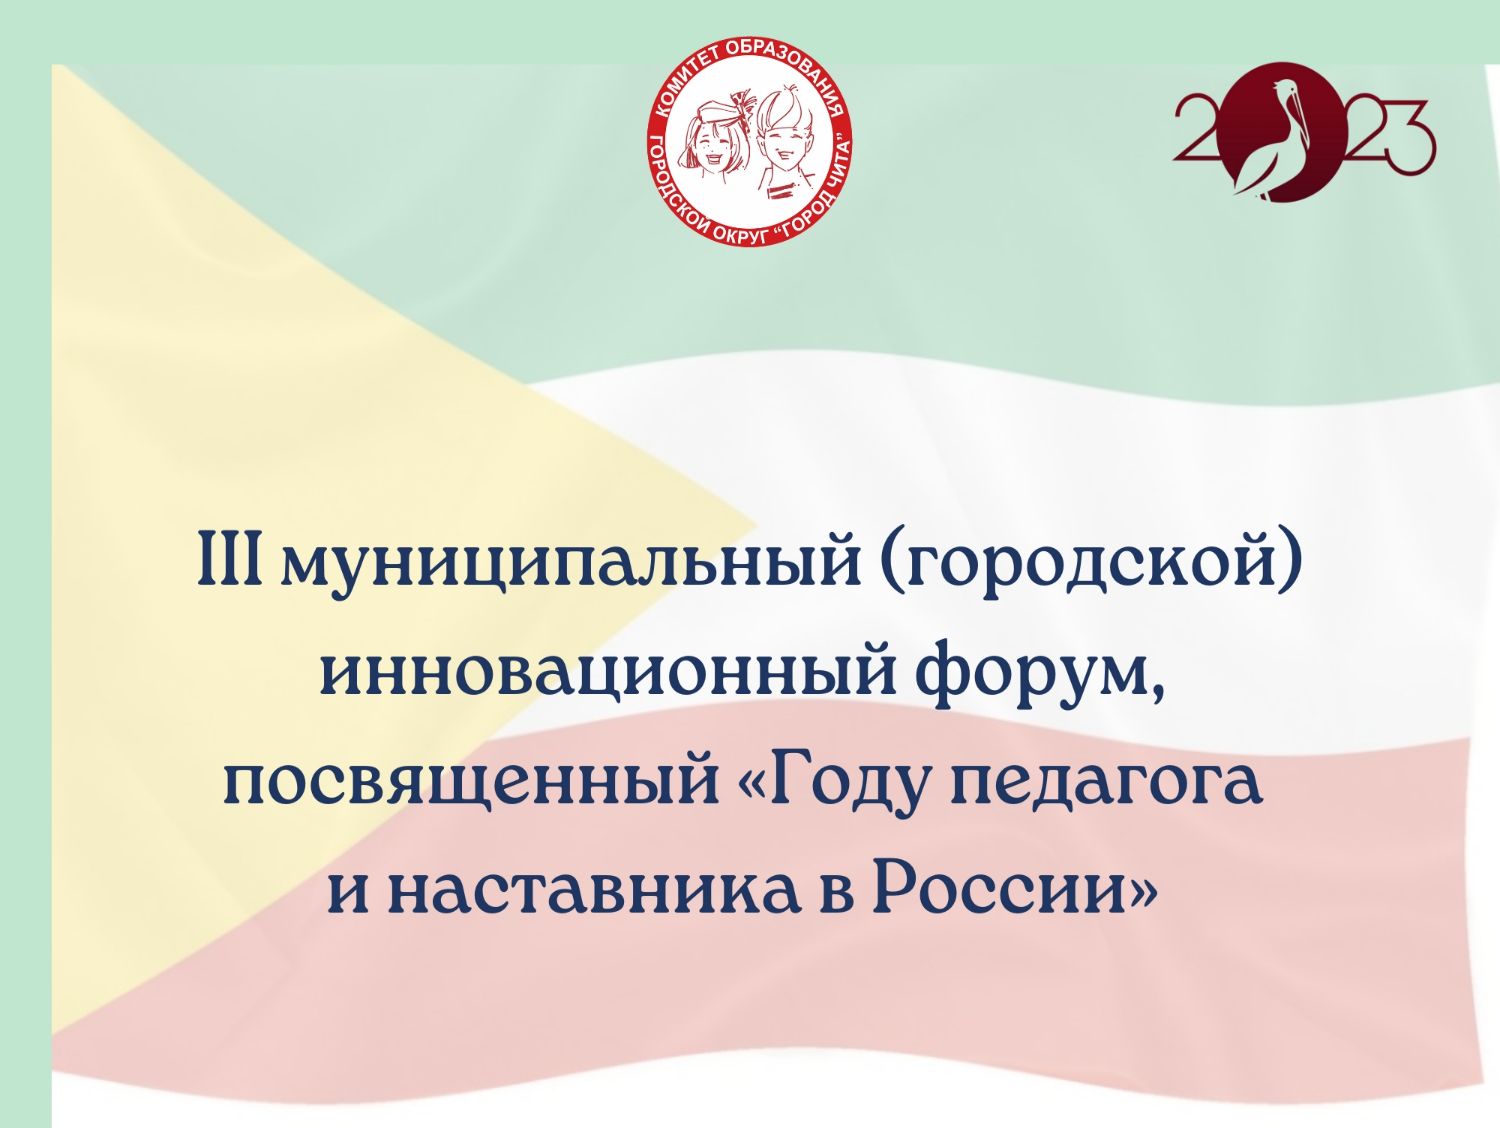 КОМИТЕТ ОБРАЗОВАНИЯ
ГОРОДСКОЙ ОКРУГ “ГОРОД ЧИТА”
2023
III муниципальный (городской)
инновационный форум,
посвященный «Году педагога
и наставника в России»